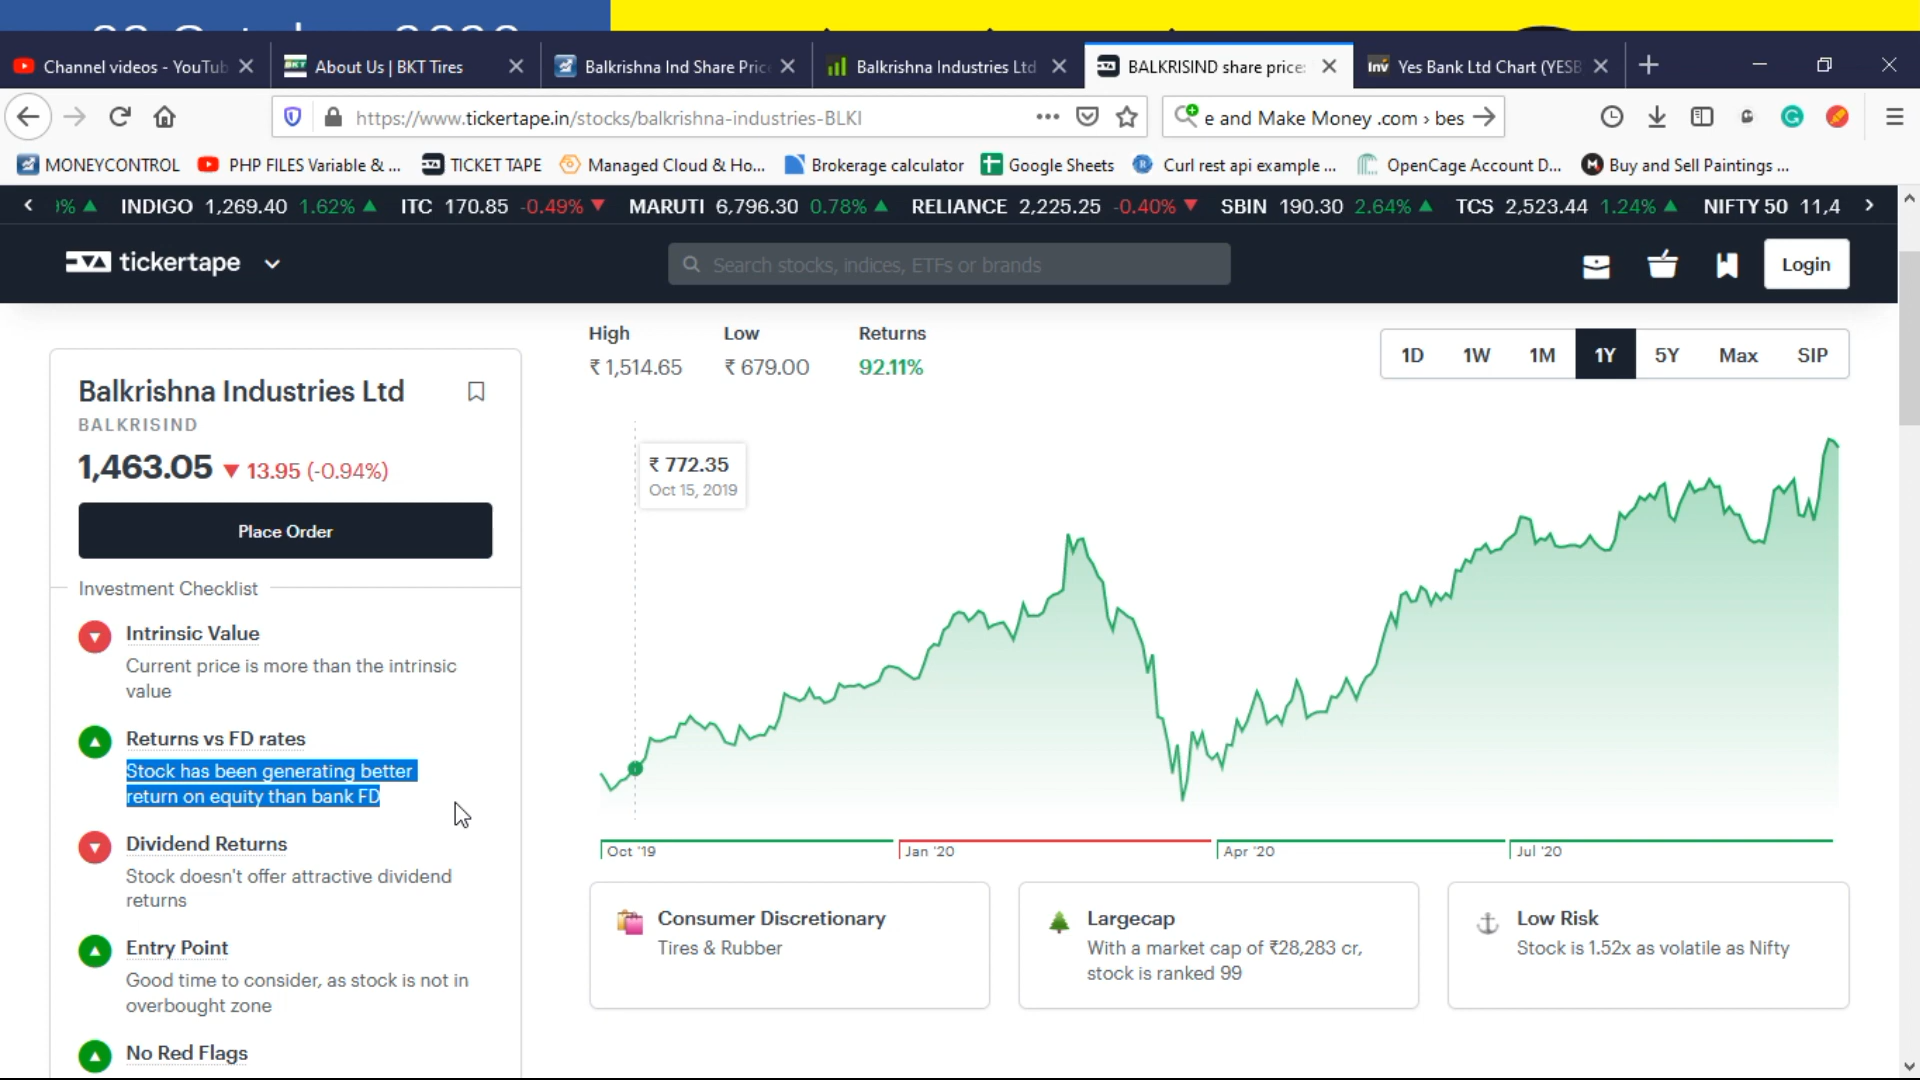 Channel videos - YouTub
About Us | BKT Tires
Balkrishna Ind Share Pric
Balkrishna Industries Ltd
BALKRISIND share price:
Yes Bank Ltd Chart (YESB
https://www.tickertape.in/stocks/balkrishna-industries-BLKI
e and Make Money .com › bes
MONEYCONTROL
PHP FILES Variable & ...
TICKET TAPE
Managed Cloud & Ho...
Brokerage calculator
Google Sheets
Curl rest api example ...
OpenCage Account D...
Buy and Sell Paintings ...
% INDIGO 1,269.40 1.62% ITC 170.85 -0.49% MARUTI 6,796.30 0.78% RELIANCE 2,225.25 -0.40% SBIN 190.30 2.64% TCS 2,523.44 1.24% NIFTY 50 11,4
tickertape
Search stocks, indices, ETFs or brands
Login
Balkrishna Industries Ltd
BALKRISIND
1,463.05 ▼ 13.95 (-0.94%)
Place Order
Investment Checklist
Intrinsic Value
Current price is more than the intrinsic
value
Returns vs FD rates
Stock has been generating better
return on equity than bank FD
Dividend Returns
Stock doesn't offer attractive dividend
returns
Entry Point
Good time to consider, as stock is not in
overbought zone
No Red Flags
High Low Returns
₹ 1,514.65 ₹ 679.00 92.11%
1D 1W 1M 1Y 5Y Max SIP
₹ 772.35
Oct 15, 2019
Oct '19 Jan '20 Apr '20 Jul '20
Consumer Discretionary
Tires & Rubber
Largecap
With a market cap of ₹28,283 cr,
stock is ranked 99
Low Risk
Stock is 1.52x as volatile as Nifty